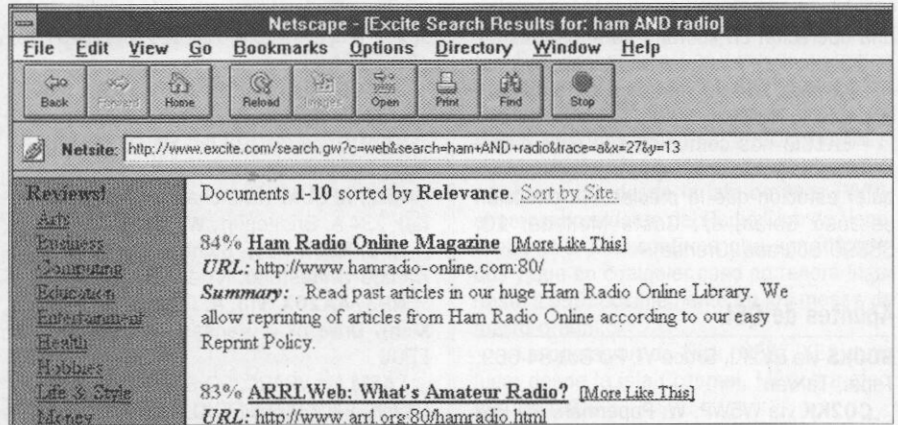 Netscape - [Excite Search Results for: ham AND radio]
File Edit View Go Bookmarks Options Directory Window Help
Back Forward Home Reload Images Open Print Find Stop
Netsite: http://www.excite.com/search.gw?c=web&search=ham+AND+radio&trace=a&x=27&y=13
Reviews!
Arts
Business
Computing
Education
Entertainment
Health
Hobbies
Life & Style
Money
Documents 1-10 sorted by Relevance. Sort by Site.
84% Ham Radio Online Magazine [More Like This]
URL: http://www.hamradio-online.com:80/
Summary: Read past articles in our huge Ham Radio Online Library. We
allow reprinting of articles from Ham Radio Online according to our easy
Reprint Policy.
83% ARRLWeb: What's Amateur Radio? [More Like This]
URL: http://www.arrl.org:80/hamradio.html